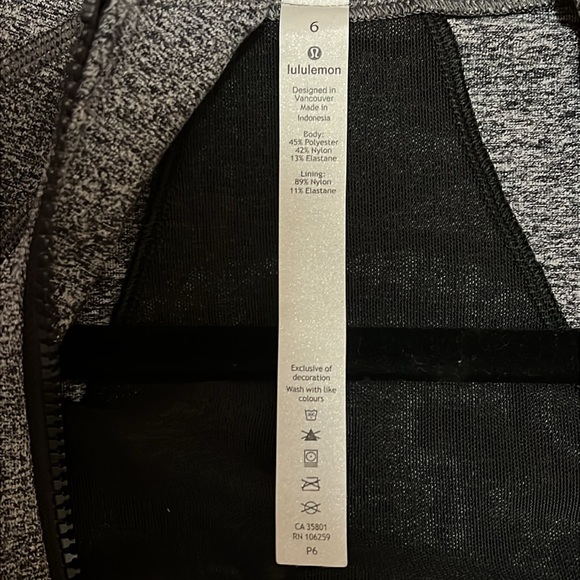 6
lululemon
Designed in
Vancouver
Made in
Indonesia
Body:
45% Polyester
42% Nylon
13% Elastane
Lining:
89% Nylon
11% Elastane
Exclusive of
decoration
Wash with like
colours
CA 35801
RN 106259
P6